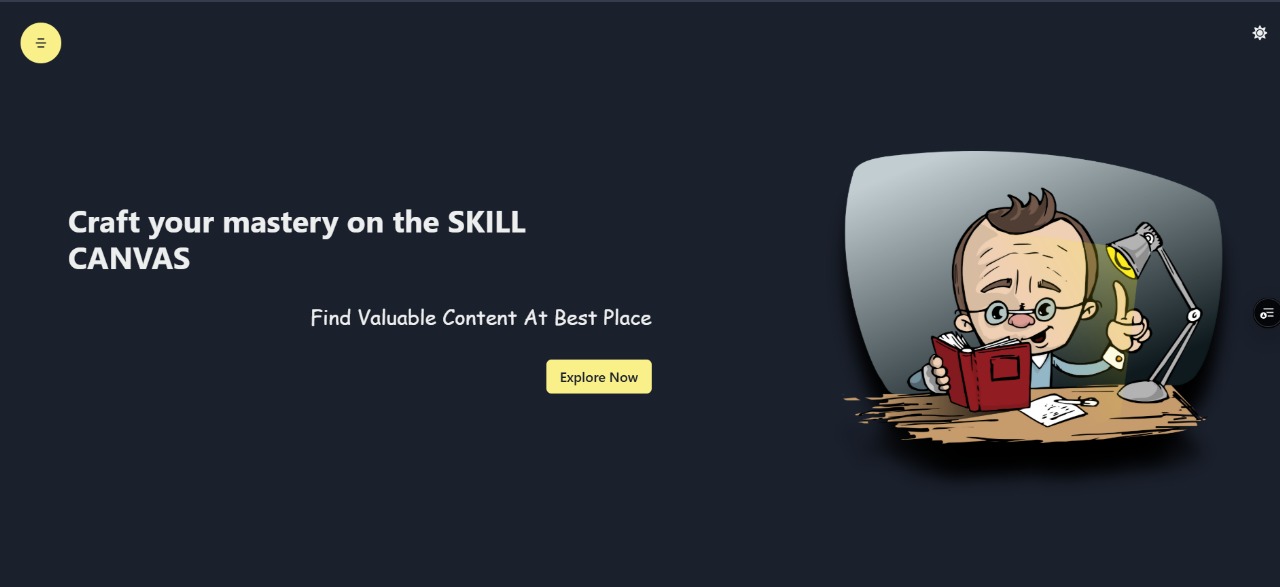 Craft your mastery on the SKILL
CANVAS
Find Valuable Content At Best Place
Explore Now